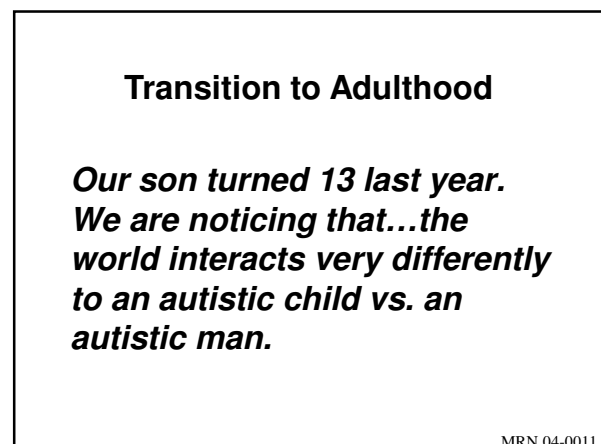 Transition to Adulthood
Our son turned 13 last year.
We are noticing that…the
world interacts very differently
to an autistic child vs. an
autistic man.
MRN 04-0011